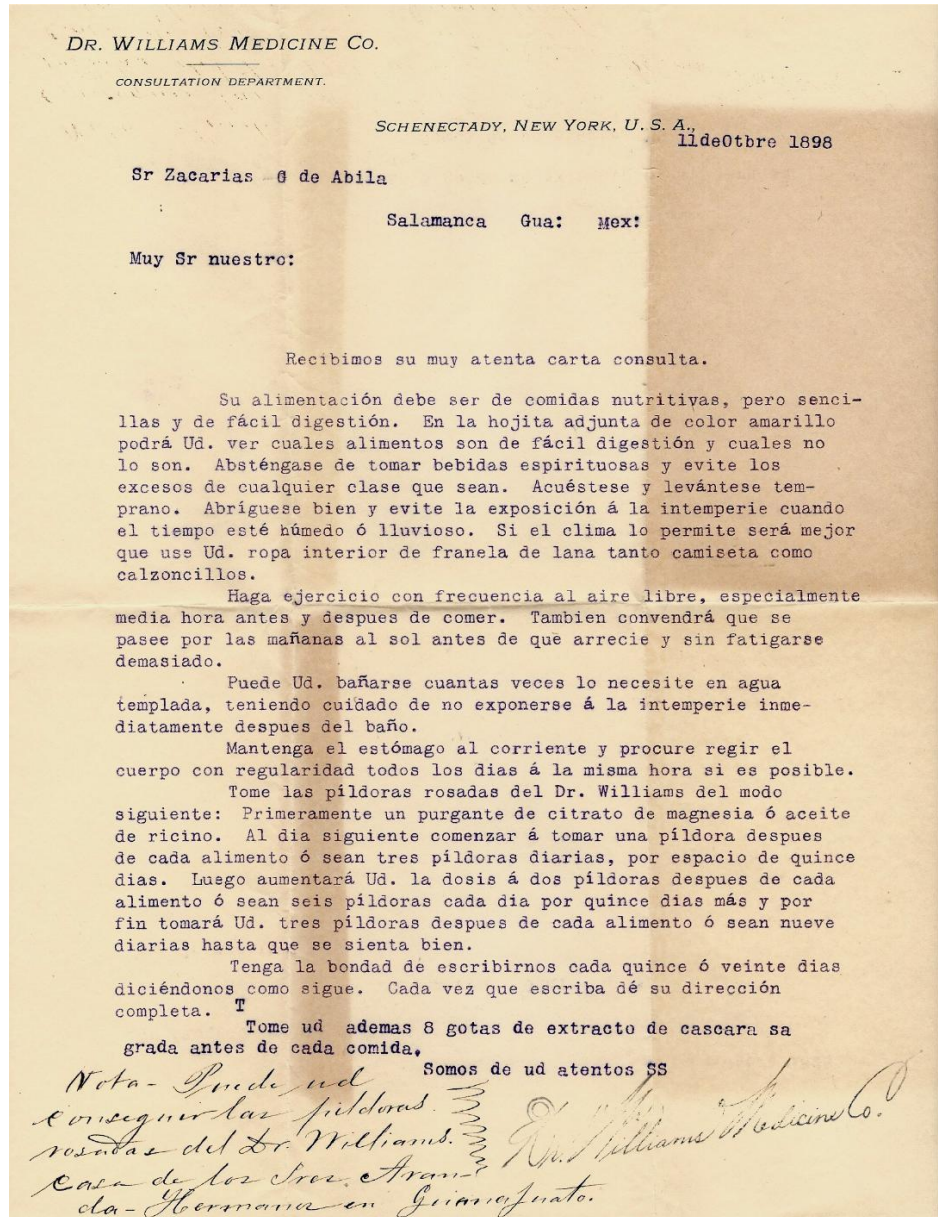 DR. WILLIAMS MEDICINE CO.
CONSULTATION DEPARTMENT.
SCHENECTADY, NEW YORK, U. S. A.,
11deOtbre 1898
Sr Zacarias G de Abila
Salamanca Gua: Mex:
Muy Sr nuestro:
Recibimos su muy atenta carta consulta.
Su alimentación debe ser de comidas nutritivas, pero senci-
llas y de fácil digestión. En la hojita adjunta de color amarillo
podrá Ud. ver cuales alimentos son de fácil digestión y cuales no
lo son. Absténgase de tomar bebidas espirituosas y evite los
excesos de cualquier clase que sean. Acuéstese y levántese tem-
prano. Abríguese bien y evite la exposición á la intemperie cuando
el tiempo esté húmedo ó lluvioso. Si el clima lo permite será mejor
que use Ud. ropa interior de franela de lana tanto camiseta como
calzoncillos.
Haga ejercicio con frecuencia al aire libre, especialmente
media hora antes y despues de comer. Tambien convendrá que se
pasee por las mañanas al sol antes de que arrecie y sin fatigarse
demasiado.
Puede Ud. bañarse cuantas veces lo necesite en agua
templada, teniendo cuidado de no exponerse á la intemperie inme-
diatamente despues del baño.
Mantenga el estómago al corriente y procure regir el
cuerpo con regularidad todos los dias á la misma hora si es posible.
Tome las píldoras rosadas del Dr. Williams del modo
siguiente: Primeramente un purgante de citrato de magnesia ó aceite
de ricino. Al dia siguiente comenzar á tomar una píldora despues
de cada alimento ó sean tres píldoras diarias, por espacio de quince
dias. Luego aumentará Ud. la dosis á dos píldoras despues de cada
alimento ó sean seis píldoras cada dia por quince dias más y por
fin tomará Ud. tres píldoras despues de cada alimento ó sean nueve
diarias hasta que se sienta bien.
Tenga la bondad de escribirnos cada quince ó veinte dias
diciéndonos como sigue. Cada vez que escriba dé su dirección
completa. T
Tome ud ademas 8 gotas de extracto de cascara sa
grada antes de cada comida.
Somos de ud atentos SS
Dr. Williams Medicine Co.
Nota - Puede ud
conseguir las pildoras
rosadas del Dr. Williams.
casa de los Sres. Aran-
da - Hermanos en Guanajuato.